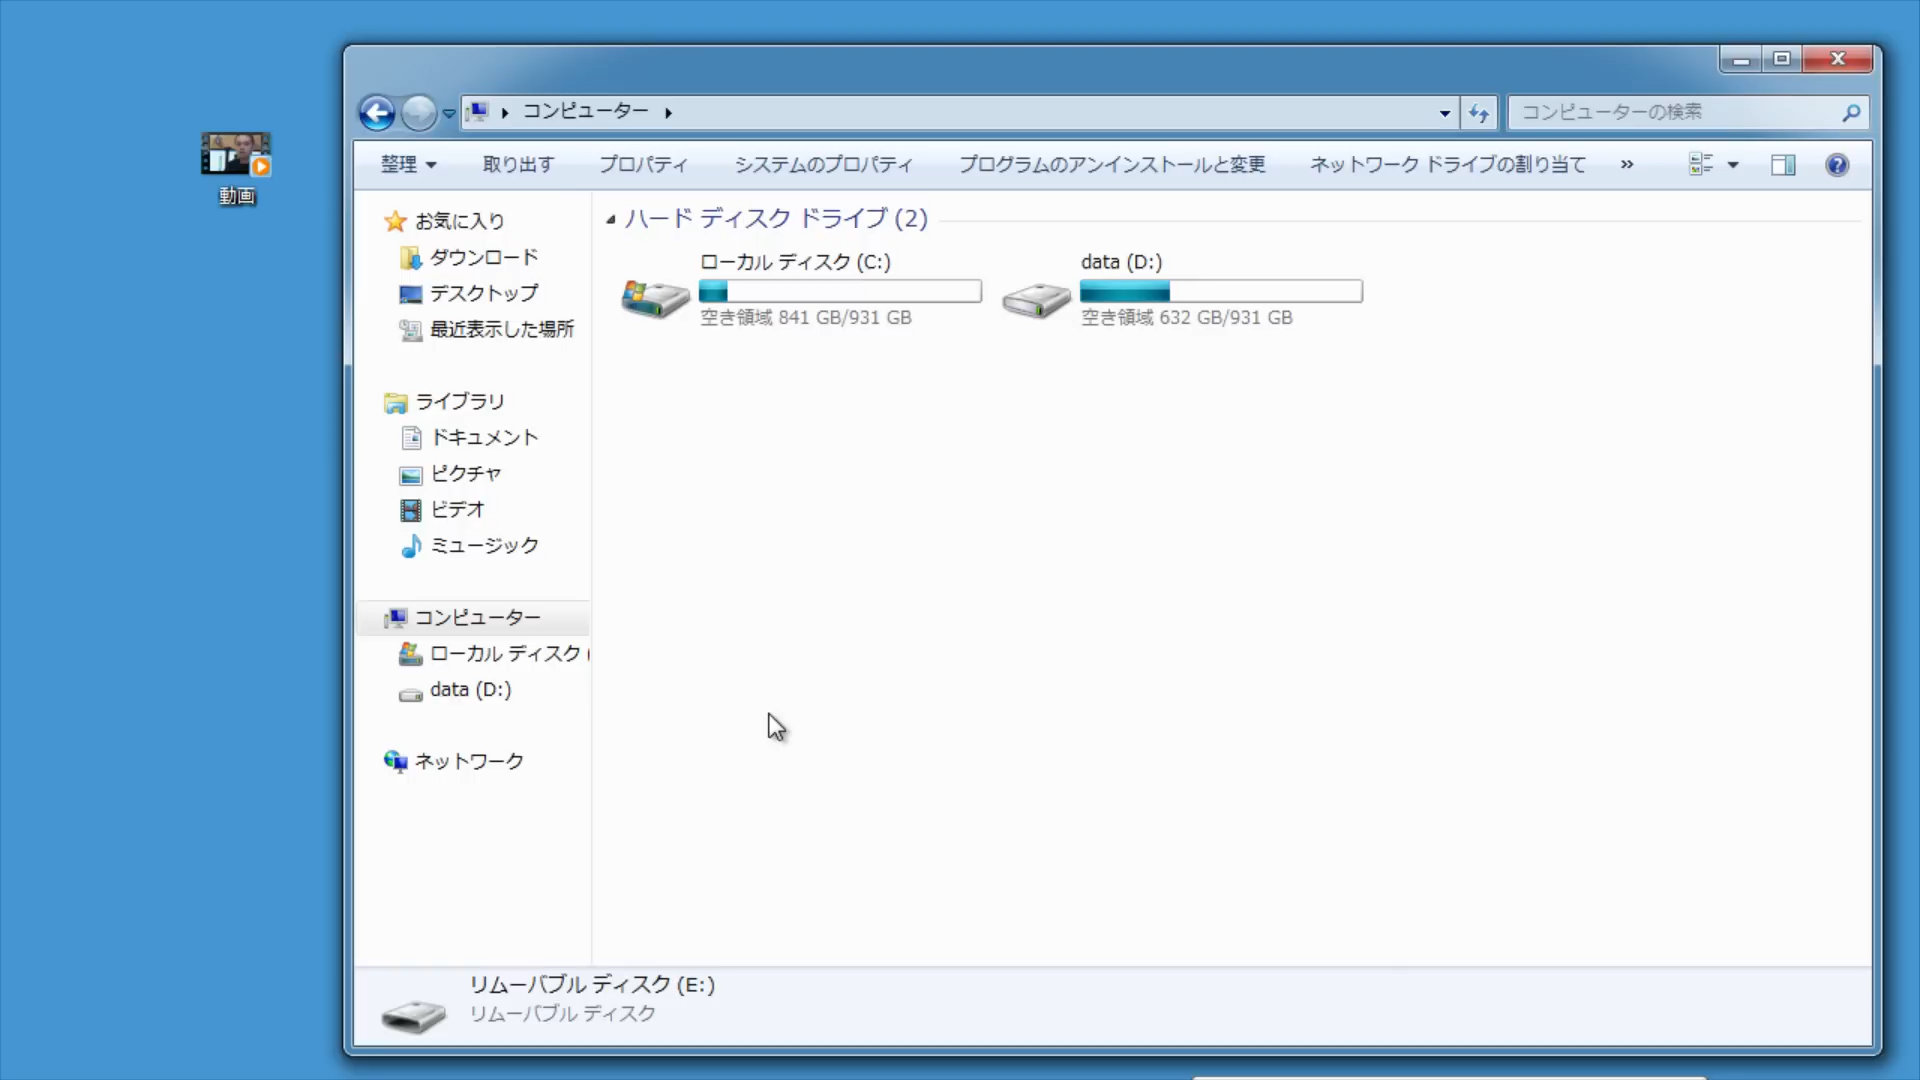 動画
コンピューター
コンピューターの検索
整理 取り出す プロパティ システムのプロパティ プログラムのアンインストールと変更 ネットワーク ドライブの割り当て »
お気に入り
ダウンロード
デスクトップ
最近表示した場所
ライブラリ
ドキュメント
ピクチャ
ビデオ
ミュージック
コンピューター
ローカル ディスク (
data (D:)
ネットワーク
ハード ディスク ドライブ (2)
ローカル ディスク (C:)
空き領域 841 GB/931 GB
data (D:)
空き領域 632 GB/931 GB
リムーバブル ディスク (E:)
リムーバブル ディスク